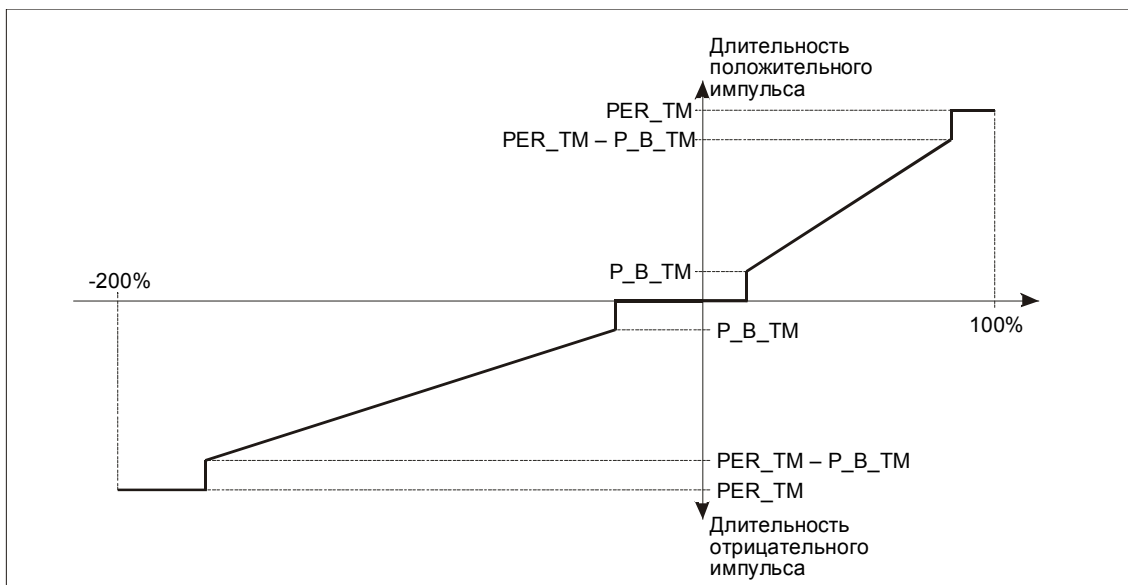 Длительность
положительного
импульса
PER_TM
PER_TM – P_B_TM
P_B_TM
-200%
100%
P_B_TM
PER_TM – P_B_TM
PER_TM
Длительность
отрицательного
импульса